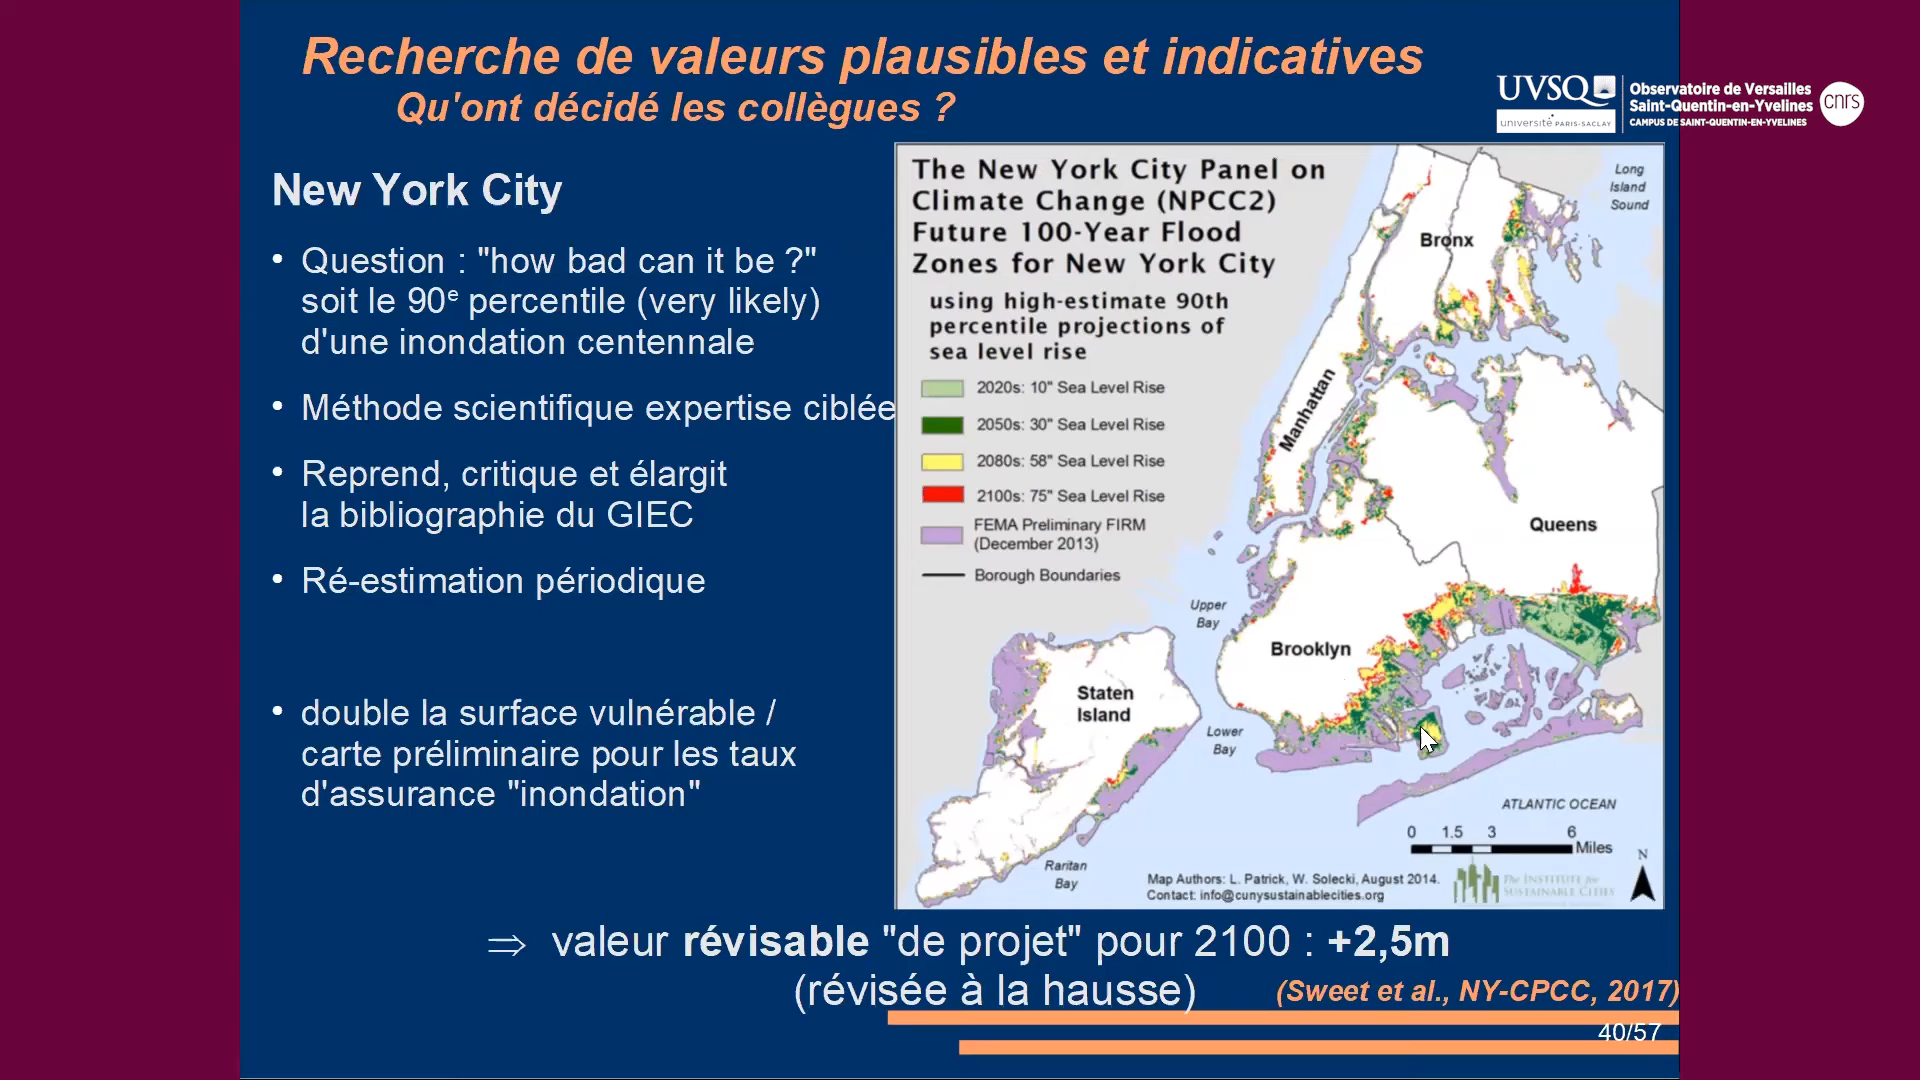 Recherche de valeurs plausibles et indicatives
Qu'ont décidé les collègues ?
UVSQ
université PARIS-SACLAY
Observatoire de Versailles
Saint-Quentin-en-Yvelines
CAMPUS DE SAINT-QUENTIN-EN-YVELINES
cnrs
New York City
• Question : "how bad can it be ?"
soit le 90e percentile (very likely)
d'une inondation centennale
• Méthode scientifique expertise ciblée
• Reprend, critique et élargit
la bibliographie du GIEC
• Ré-estimation périodique
• double la surface vulnérable /
carte préliminaire pour les taux
d'assurance "inondation"
The New York City Panel on
Climate Change (NPCC2)
Future 100-Year Flood
Zones for New York City
using high-estimate 90th
percentile projections of
sea level rise
2020s: 10" Sea Level Rise
2050s: 30" Sea Level Rise
2080s: 58" Sea Level Rise
2100s: 75" Sea Level Rise
FEMA Preliminary FIRM
(December 2013)
Borough Boundaries
Long
Island
Sound
Bronx
Manhattan
Queens
Upper
Bay
Brooklyn
Staten
Island
Lower
Bay
ATLANTIC OCEAN
0 1.5 3 6
Miles
N
Raritan
Bay
Map Authors: L. Patrick, W. Solecki, August 2014.
Contact: info@cunysustainablecities.org
The INSTITUTE for
SUSTAINABLE CITIES
⇒ valeur révisable "de projet" pour 2100 : +2,5m
(révisée à la hausse)
(Sweet et al., NY-CPCC, 2017)
40/57